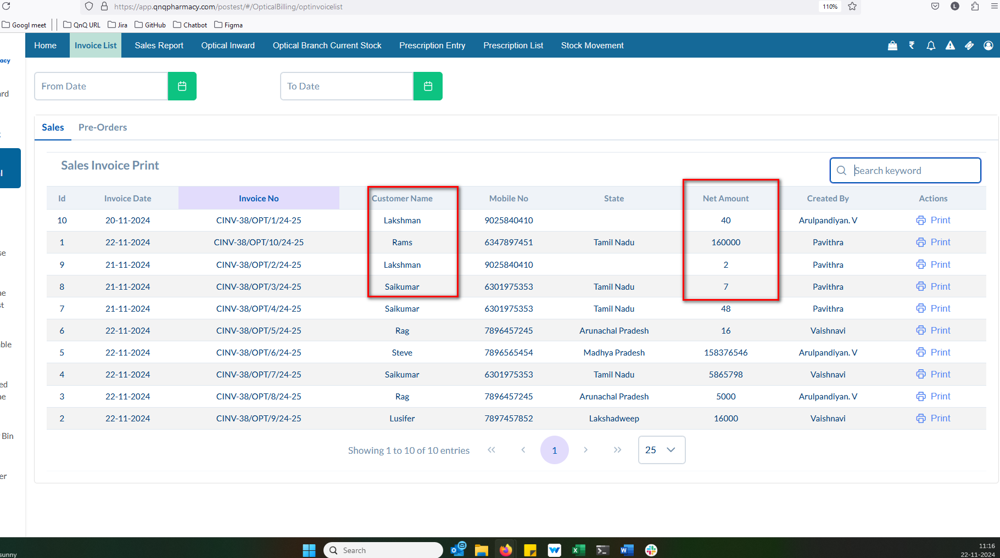 https://app.qnqpharmacy.com/postest/#/OpticalBilling/optinvoicelist 110% L
Googl meet QnQ URL Jira GitHub Chatbot Figma
Home Invoice List Sales Report Optical Inward Optical Branch Current Stock Prescription Entry Prescription List Stock Movement
acy
From Date To Date
ard
Sales Pre-Orders
Sales Invoice Print Search keyword
Id Invoice Date Invoice No Customer Name Mobile No State Net Amount Created By Actions
10 20-11-2024 CINV-38/OPT/1/24-25 Lakshman 9025840410 40 Arulpandiyan. V Print
1 22-11-2024 CINV-38/OPT/10/24-25 Rams 6347897451 Tamil Nadu 160000 Pavithra Print
9 21-11-2024 CINV-38/OPT/2/24-25 Lakshman 9025840410 2 Pavithra Print
8 21-11-2024 CINV-38/OPT/3/24-25 Saikumar 6301975353 Tamil Nadu 7 Pavithra Print
7 21-11-2024 CINV-38/OPT/4/24-25 Saikumar 6301975353 Tamil Nadu 48 Pavithra Print
6 22-11-2024 CINV-38/OPT/5/24-25 Rag 7896457245 Arunachal Pradesh 16 Vaishnavi Print
5 22-11-2024 CINV-38/OPT/6/24-25 Steve 7896565454 Madhya Pradesh 158376546 Arulpandiyan. V Print
4 22-11-2024 CINV-38/OPT/7/24-25 Saikumar 6301975353 Tamil Nadu 5865798 Vaishnavi Print
3 22-11-2024 CINV-38/OPT/8/24-25 Rag 7896457245 Arunachal Pradesh 5000 Arulpandiyan. V Print
2 22-11-2024 CINV-38/OPT/9/24-25 Lusifer 7897457852 Lakshadweep 16000 Vaishnavi Print
se
ne
st
able
ed
ne
Bin
er
Showing 1 to 10 of 10 entries « ‹ 1 › » 25
Search
sunny
11:16
22-11-2024